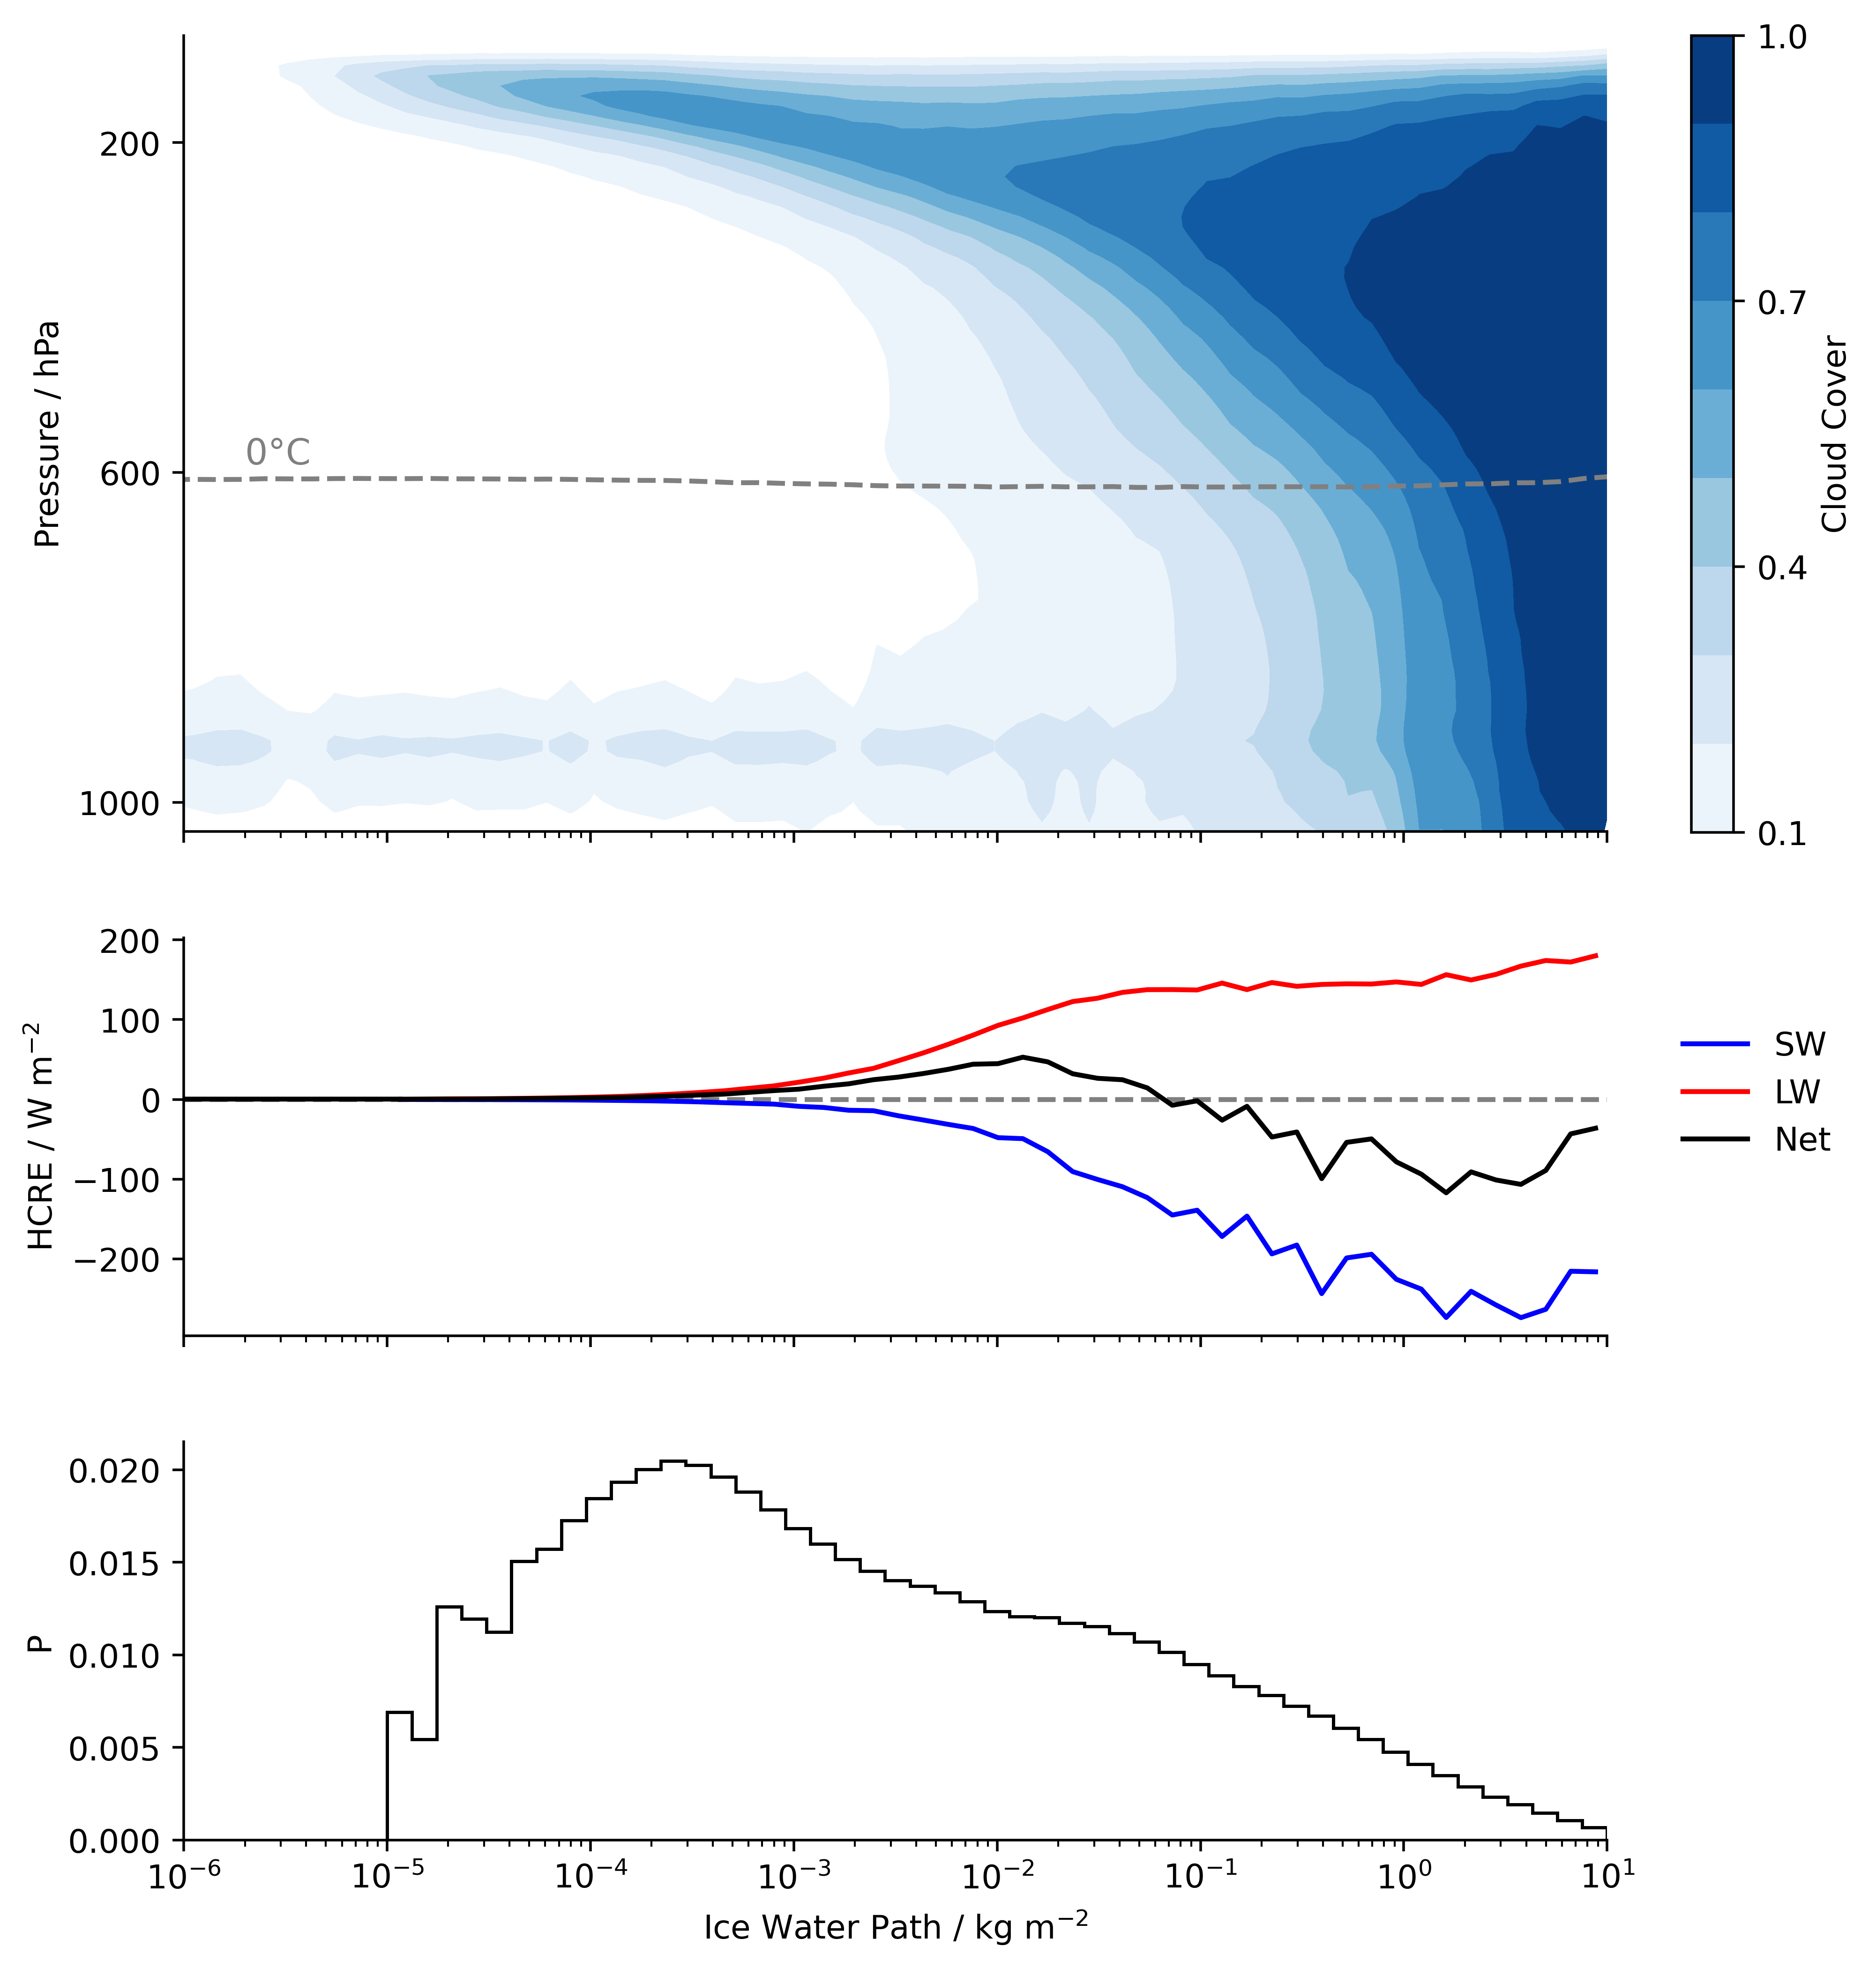 200
600
1000
Pressure / hPa
0°C
1.0
0.7
0.4
0.1
Cloud Cover
200
100
0
−100
−200
HCRE / W m⁻²
SW
LW
Net
0.020
0.015
0.010
0.005
0.000
P
10⁻⁶ 10⁻⁵ 10⁻⁴ 10⁻³ 10⁻² 10⁻¹ 10⁰ 10¹
Ice Water Path / kg m⁻²